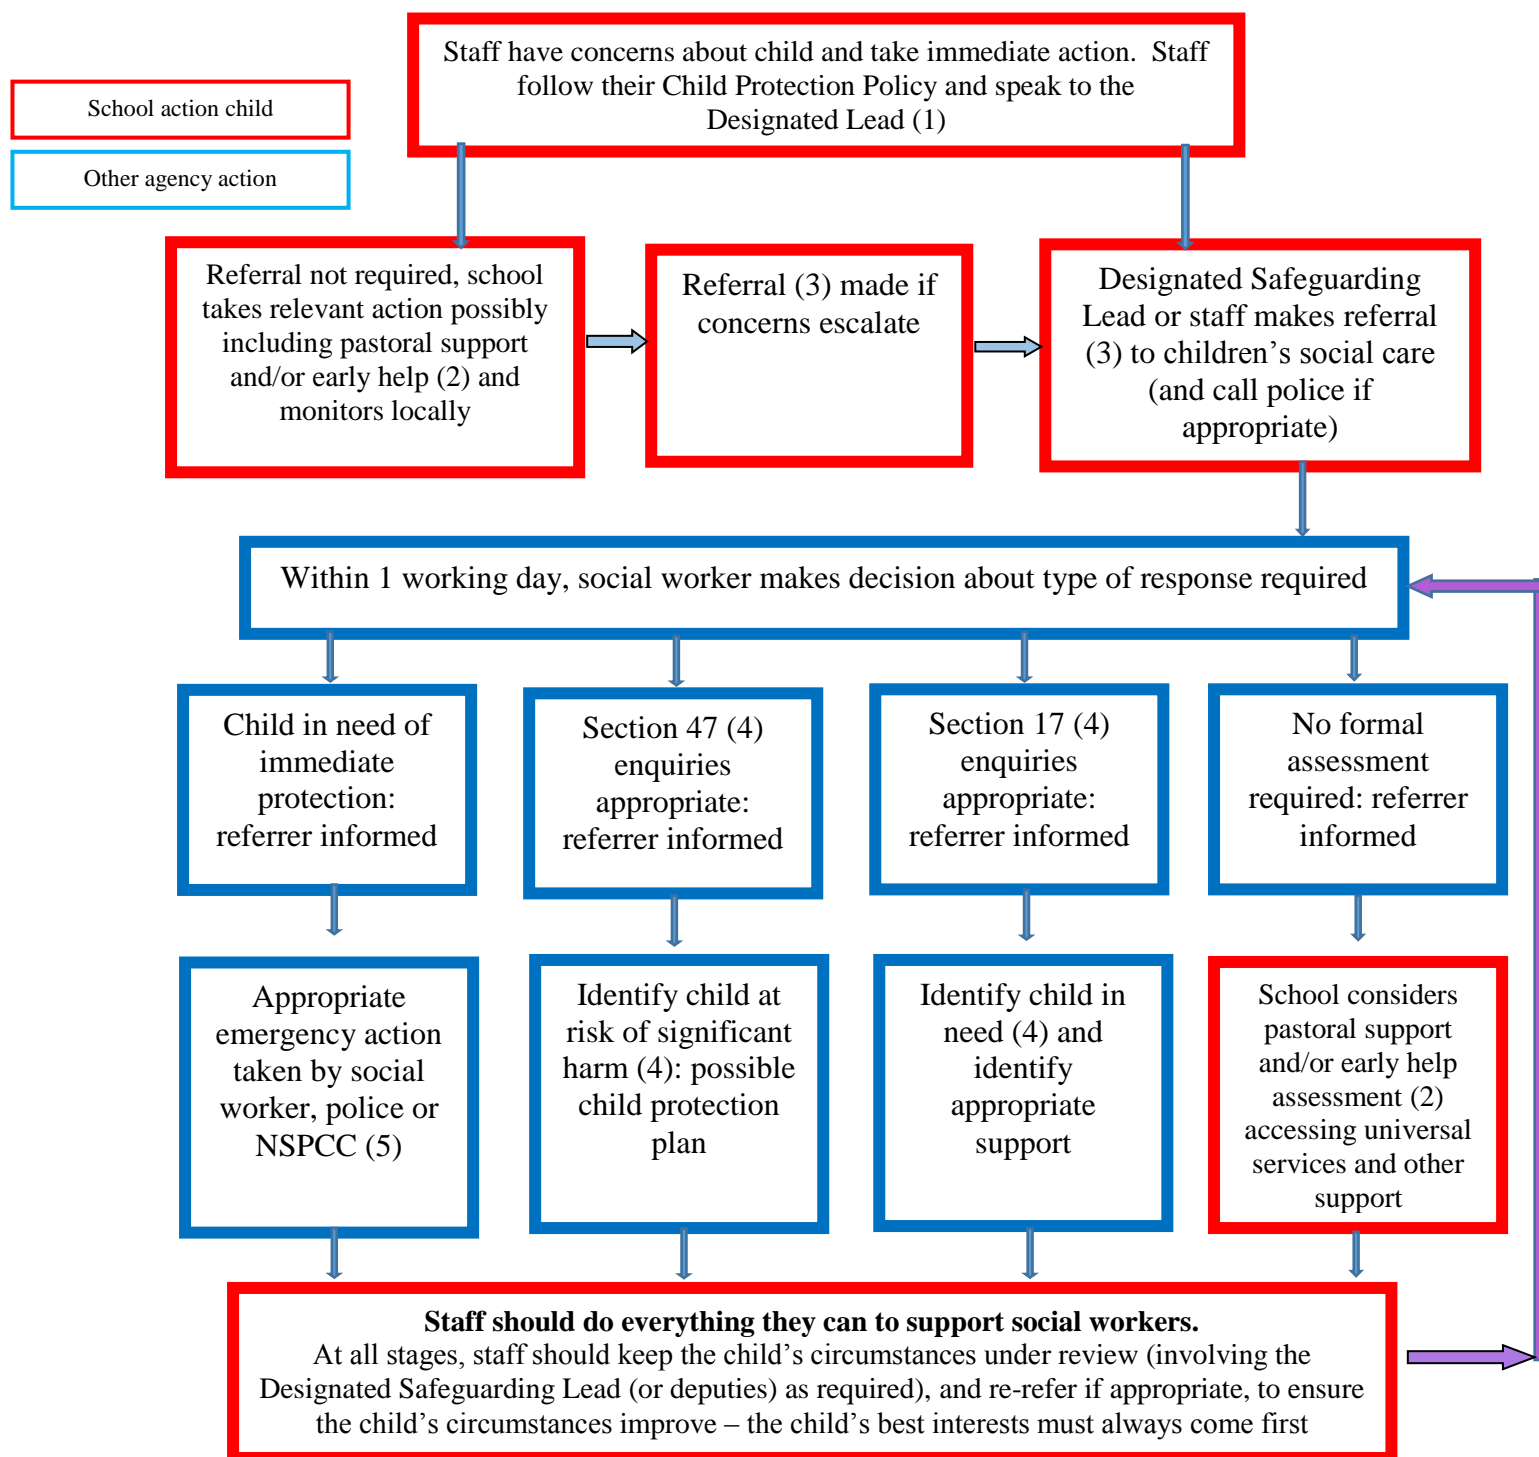 Staff have concerns about child and take immediate action.  Staff
follow their Child Protection Policy and speak to the
Designated Lead (1)
School action child
Other agency action
Referral not required, school
takes relevant action possibly
including pastoral support
and/or early help (2) and
monitors locally
Referral (3) made if
concerns escalate
Designated Safeguarding
Lead or staff makes referral
(3) to children’s social care
(and call police if
appropriate)
Within 1 working day, social worker makes decision about type of response required
Child in need of
immediate
protection:
referrer informed
Section 47 (4)
enquiries
appropriate:
referrer informed
Section 17 (4)
enquiries
appropriate:
referrer informed
No formal
assessment
required: referrer
informed
Appropriate
emergency action
taken by social
worker, police or
NSPCC (5)
Identify child at
risk of significant
harm (4): possible
child protection
plan
Identify child in
need (4) and
identify
appropriate
support
School considers
pastoral support
and/or early help
assessment (2)
accessing universal
services and other
support
Staff should do everything they can to support social workers.
At all stages, staff should keep the child’s circumstances under review (involving the
Designated Safeguarding Lead (or deputies) as required), and re-refer if appropriate, to ensure
the child’s circumstances improve – the child’s best interests must always come first